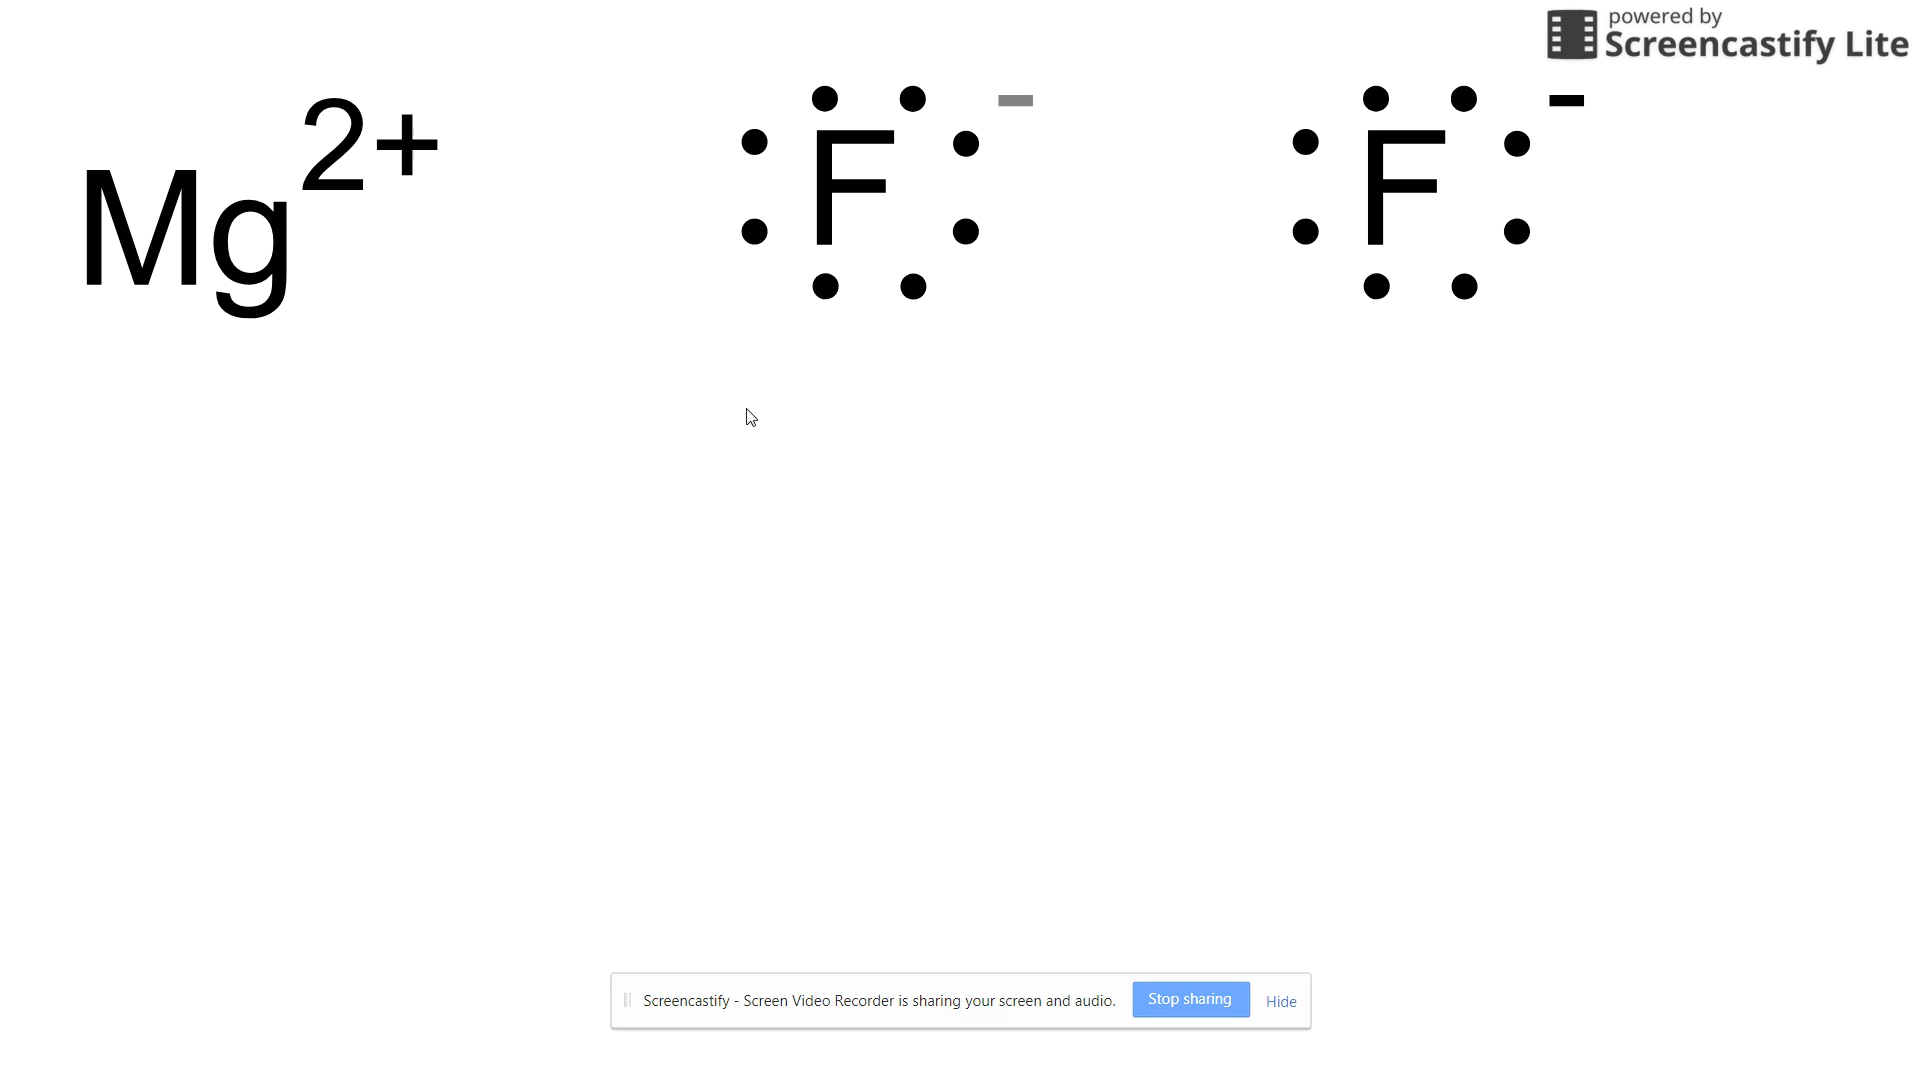 powered by
Screencastify Lite
Mg2+ F- F-
Screencastify - Screen Video Recorder is sharing your screen and audio. Stop sharing Hide